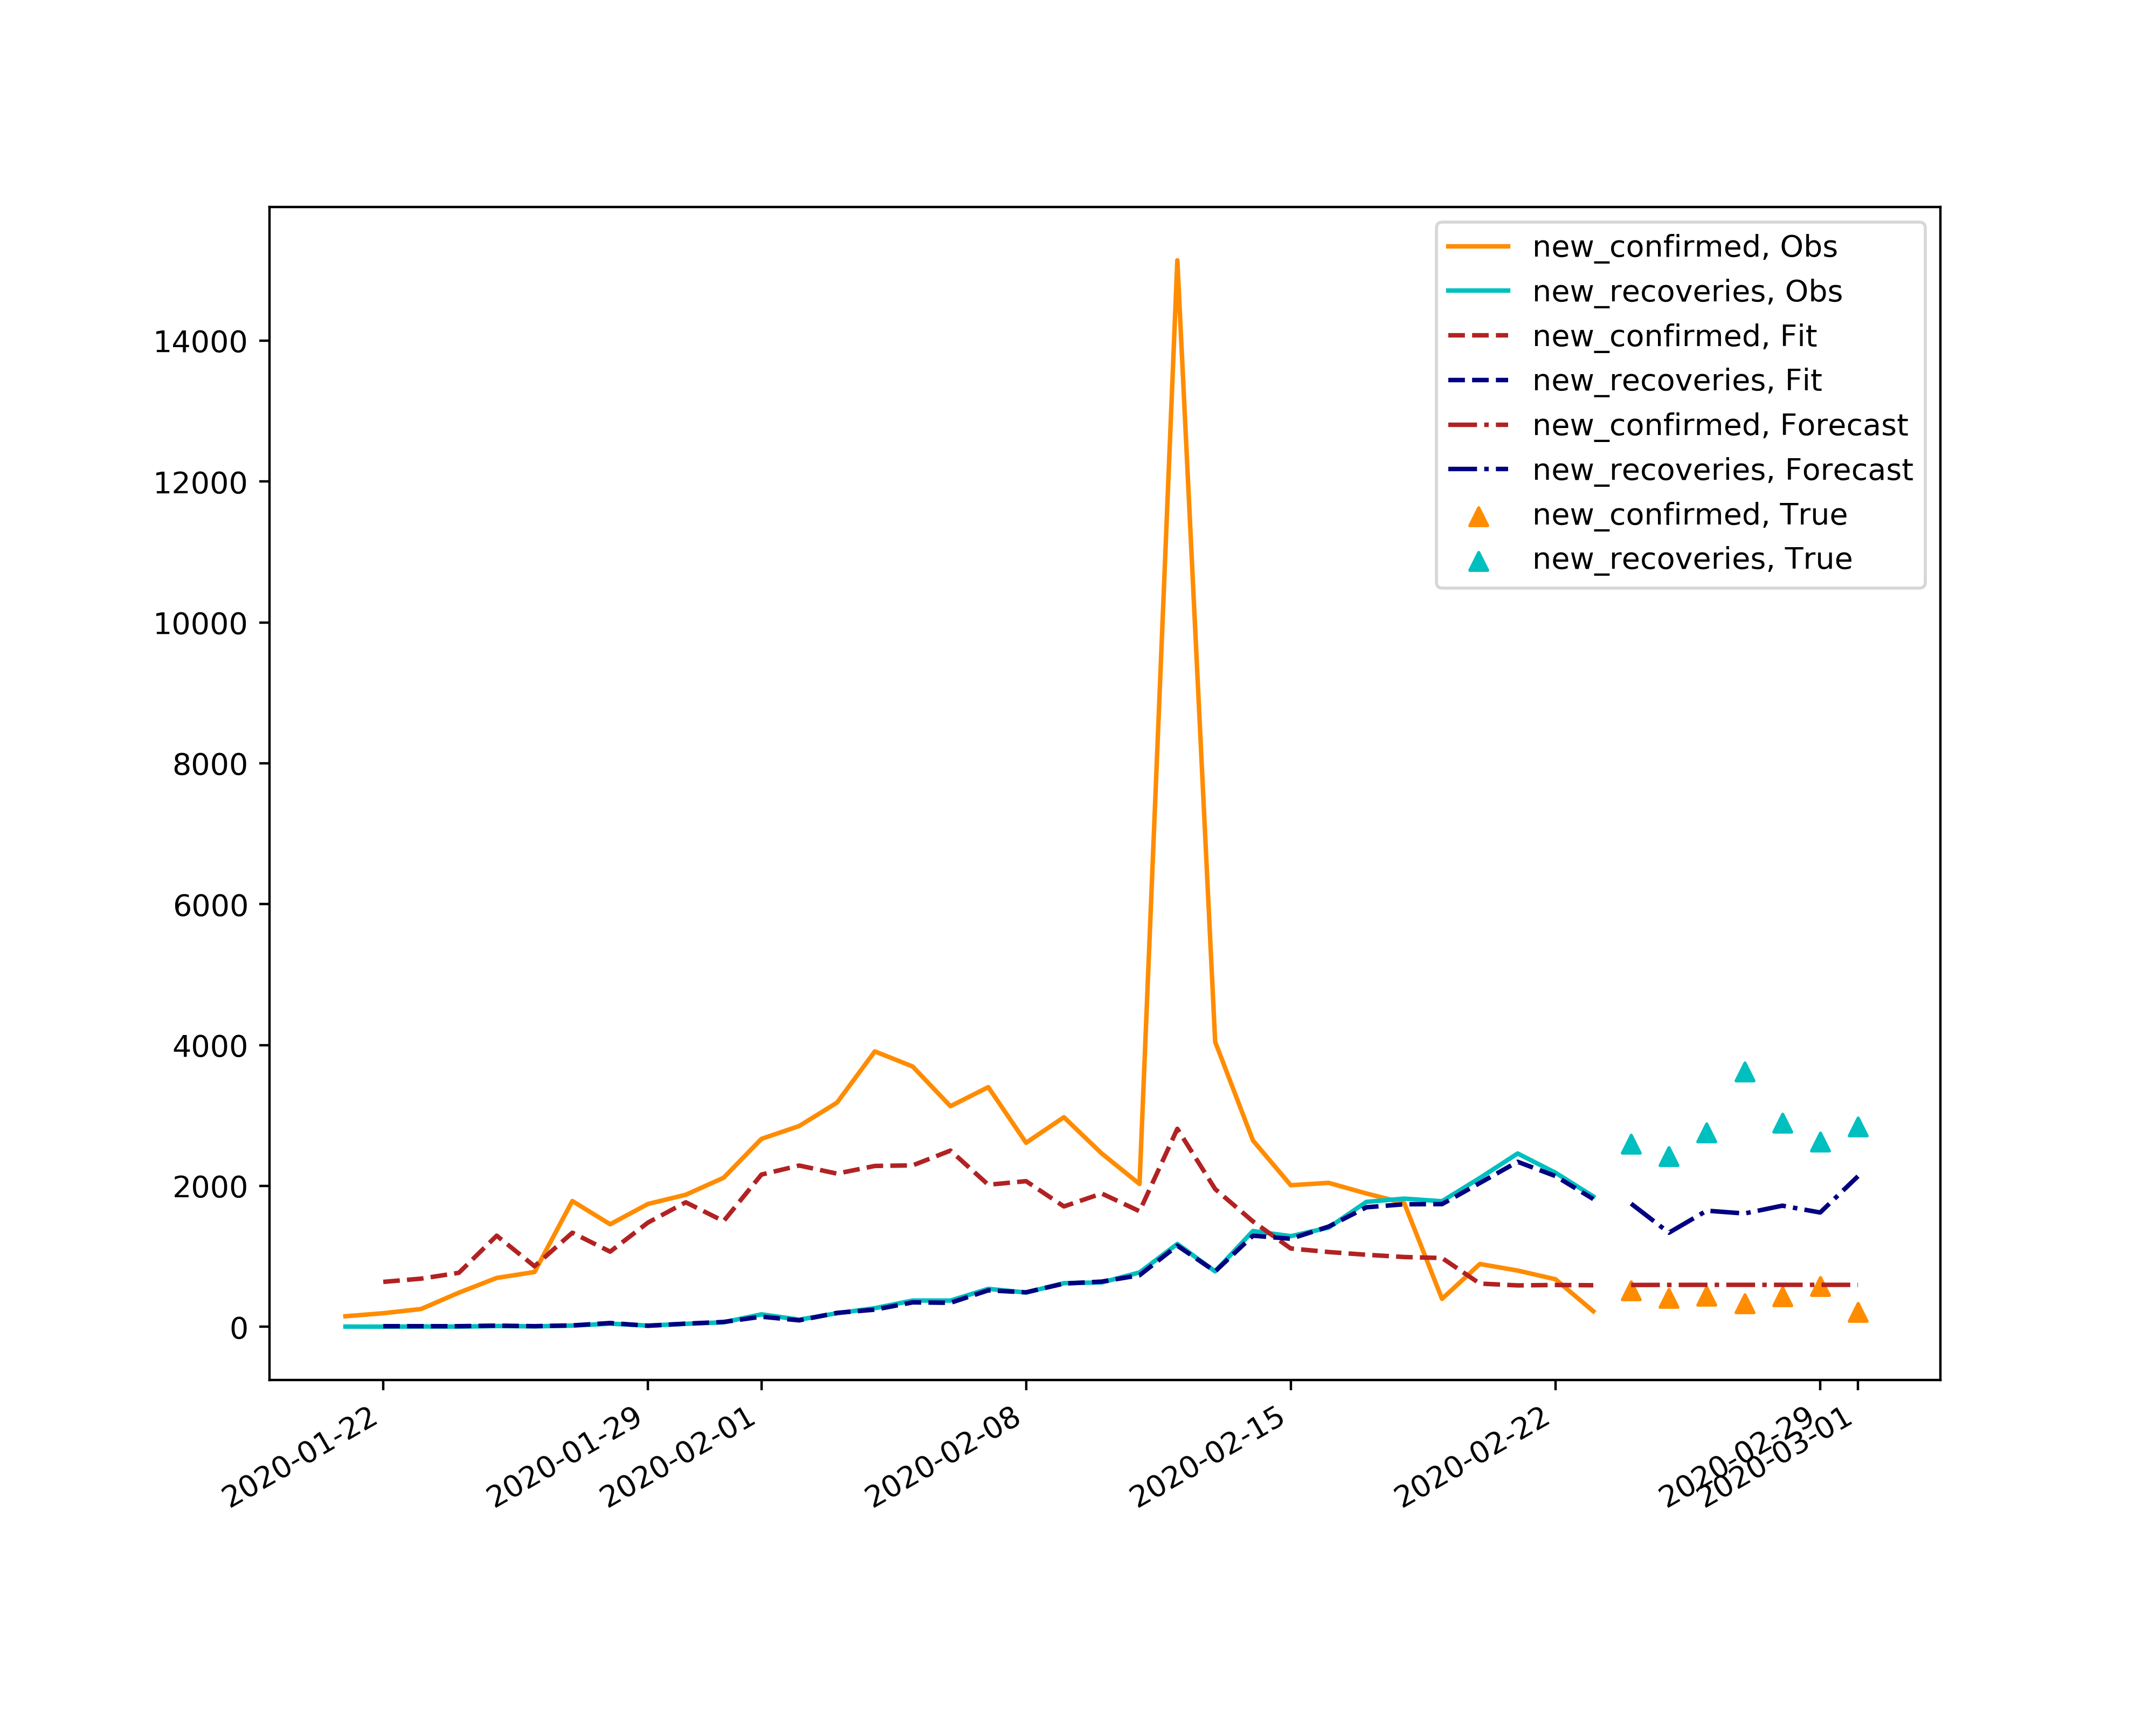 14000
12000
10000
8000
6000
4000
2000
0
new_confirmed, Obs
new_recoveries, Obs
new_confirmed, Fit
new_recoveries, Fit
new_confirmed, Forecast
new_recoveries, Forecast
new_confirmed, True
new_recoveries, True
2020-01-22
2020-01-29
2020-02-01
2020-02-08
2020-02-15
2020-02-22
2020-02-29
2020-03-01